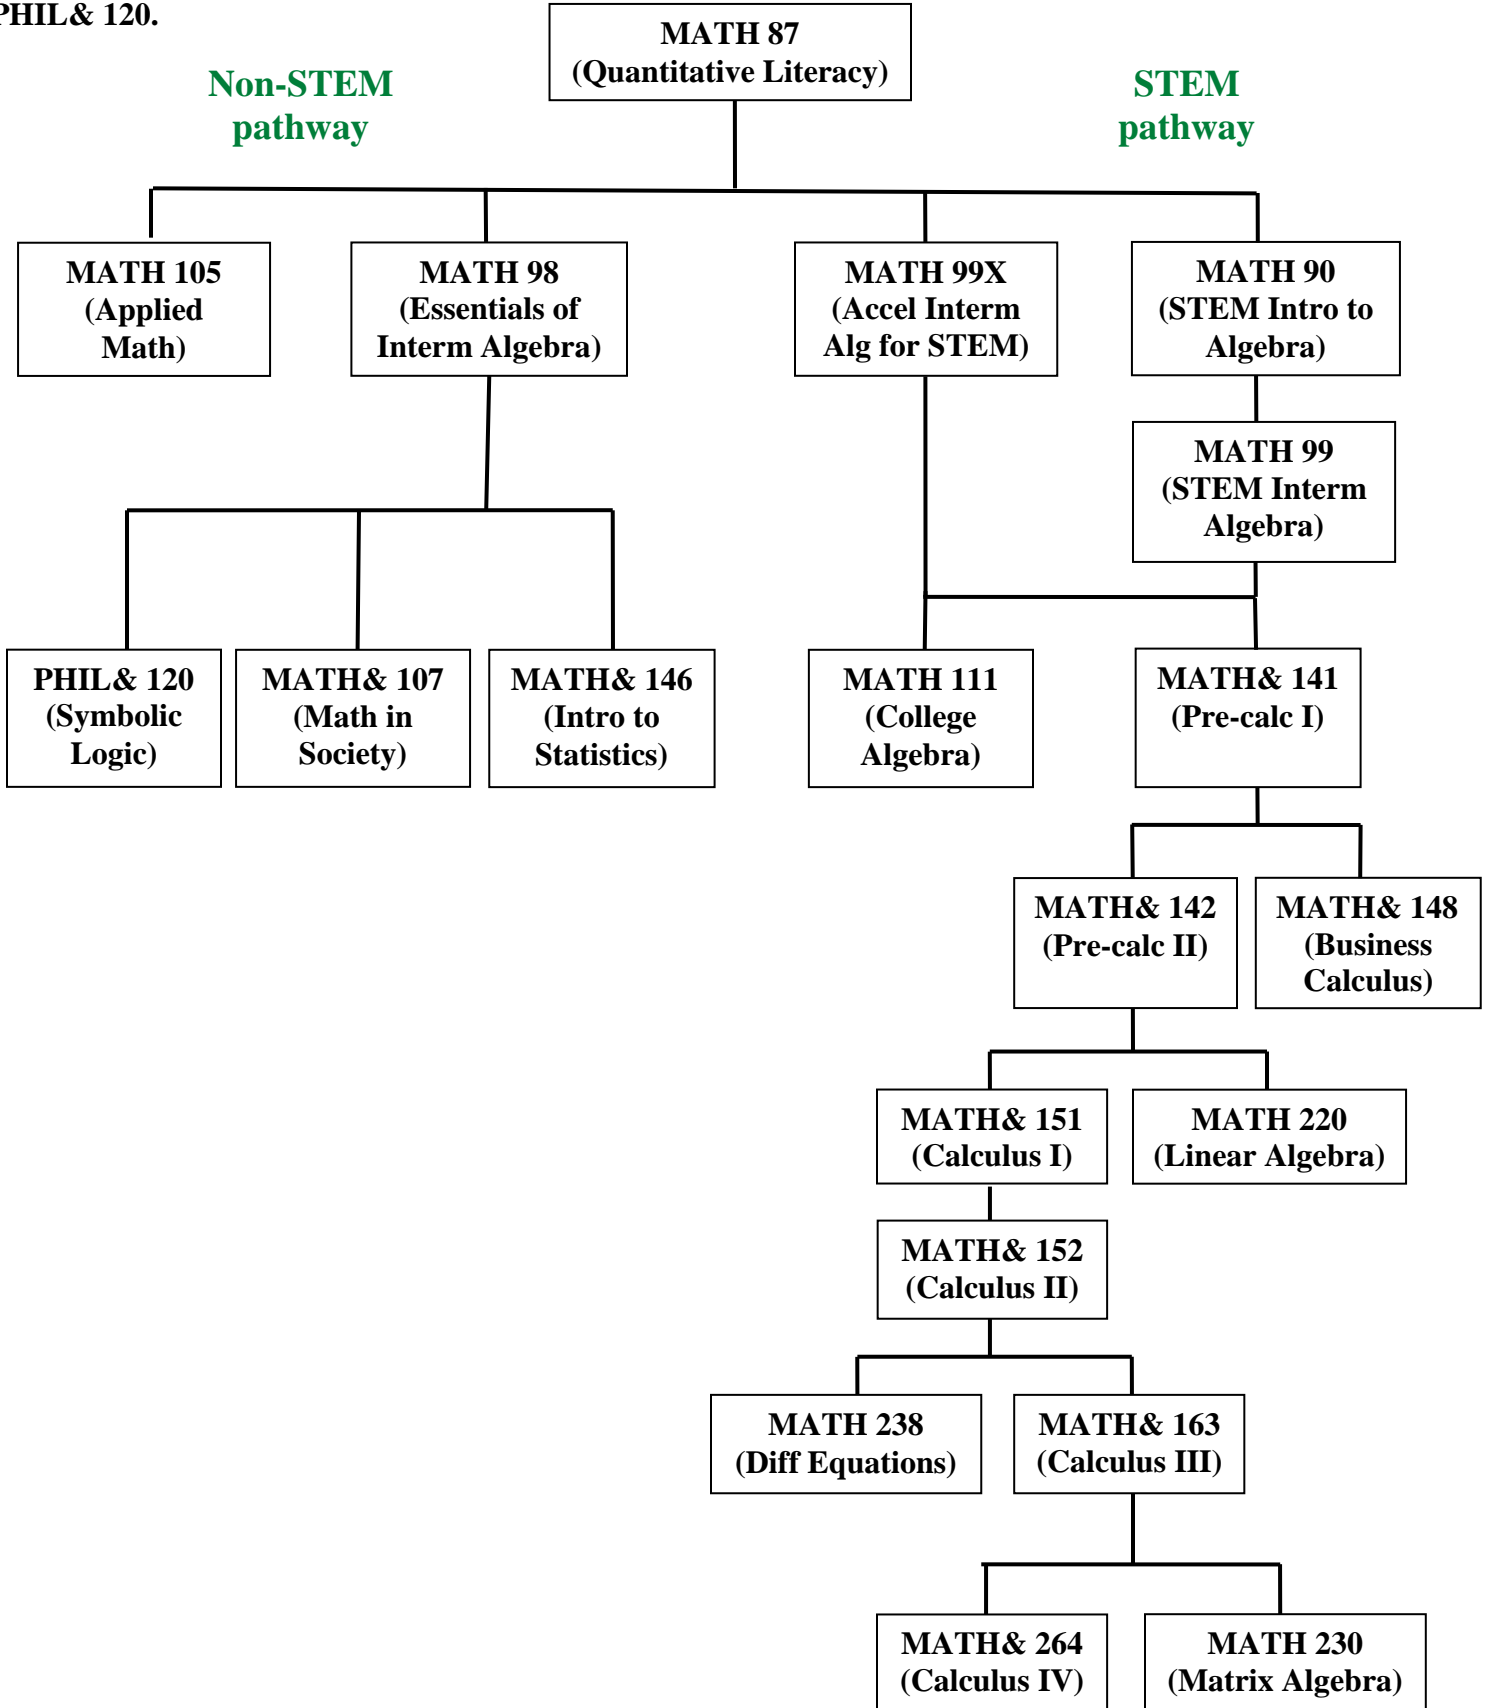 PHIL& 120.
MATH 87
(Quantitative Literacy)
Non-STEM
pathway
STEM
pathway
MATH 105
(Applied
Math)
MATH 98
(Essentials of
Interm Algebra)
MATH 99X
(Accel Interm
Alg for STEM)
MATH 90
(STEM Intro to
Algebra)
MATH 99
(STEM Interm
Algebra)
PHIL& 120
(Symbolic
Logic)
MATH& 107
(Math in
Society)
MATH& 146
(Intro to
Statistics)
MATH 111
(College
Algebra)
MATH& 141
(Pre-calc I)
MATH& 142
(Pre-calc II)
MATH& 148
(Business
Calculus)
MATH& 151
(Calculus I)
MATH 220
(Linear Algebra)
MATH& 152
(Calculus II)
MATH 238
(Diff Equations)
MATH& 163
(Calculus III)
MATH& 264
(Calculus IV)
MATH 230
(Matrix Algebra)